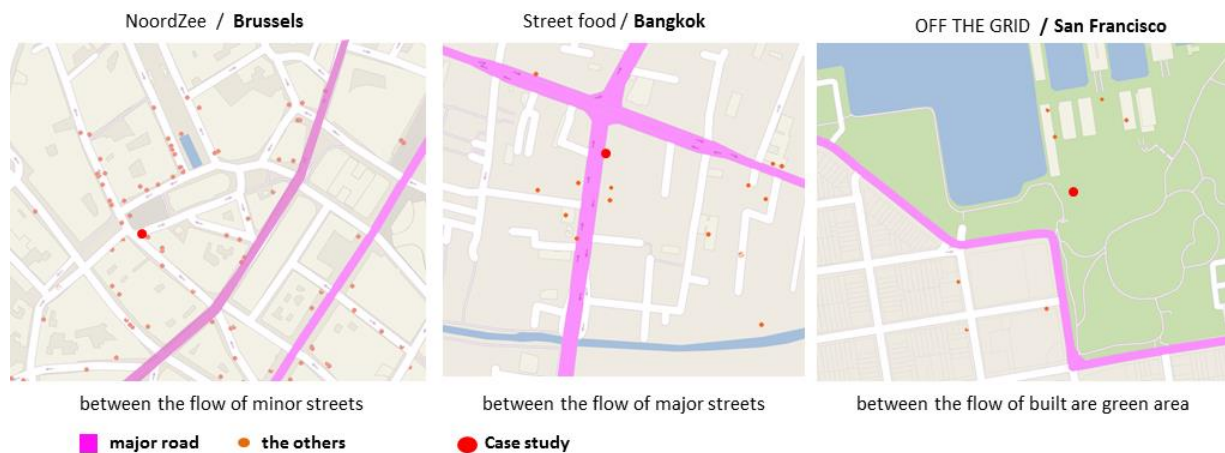 NoordZee / Brussels
Street food / Bangkok
OFF THE GRID / San Francisco
between the flow of minor streets
between the flow of major streets
between the flow of built are green area
major road
the others
Case study